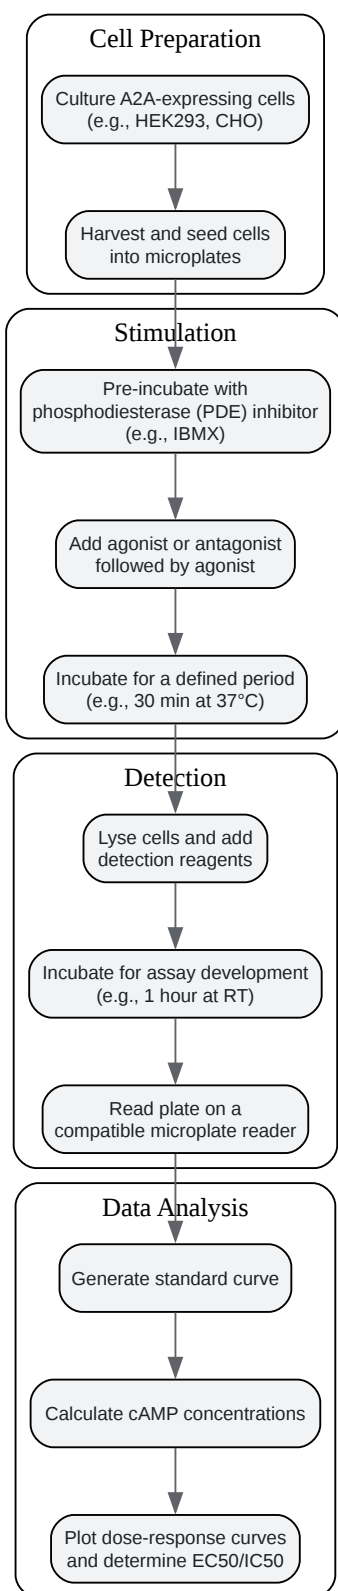 Cell Preparation
Culture A2A-expressing cells
(e.g., HEK293, CHO)
Harvest and seed cells
into microplates
Stimulation
Pre-incubate with
phosphodiesterase (PDE) inhibitor
(e.g., IBMX)
Add agonist or antagonist
followed by agonist
Incubate for a defined period
(e.g., 30 min at 37°C)
Detection
Lyse cells and add
detection reagents
Incubate for assay development
(e.g., 1 hour at RT)
Read plate on a
compatible microplate reader
Data Analysis
Generate standard curve
Calculate cAMP concentrations
Plot dose-response curves
and determine EC50/IC50